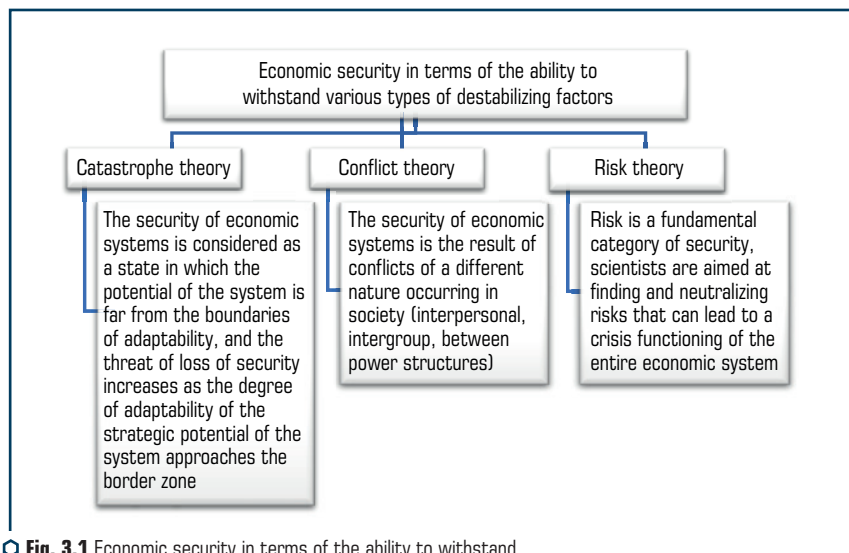 Economic security in terms of the ability to
withstand various types of destabilizing factors
Catastrophe theory
The security of economic
systems is considered as
a state in which the
potential of the system is
far from the boundaries
of adaptability, and the
threat of loss of security
increases as the degree
of adaptability of the
strategic potential of the
system approaches the
border zone
Conflict theory
The security of economic
systems is the result of
conflicts of a different
nature occurring in
society (interpersonal,
intergroup, between
power structures)
Risk theory
Risk is a fundamental
category of security,
scientists are aimed at
finding and neutralizing
risks that can lead to a
crisis functioning of the
entire economic system
Fig. 3.1 Economic security in terms of the ability to withstand